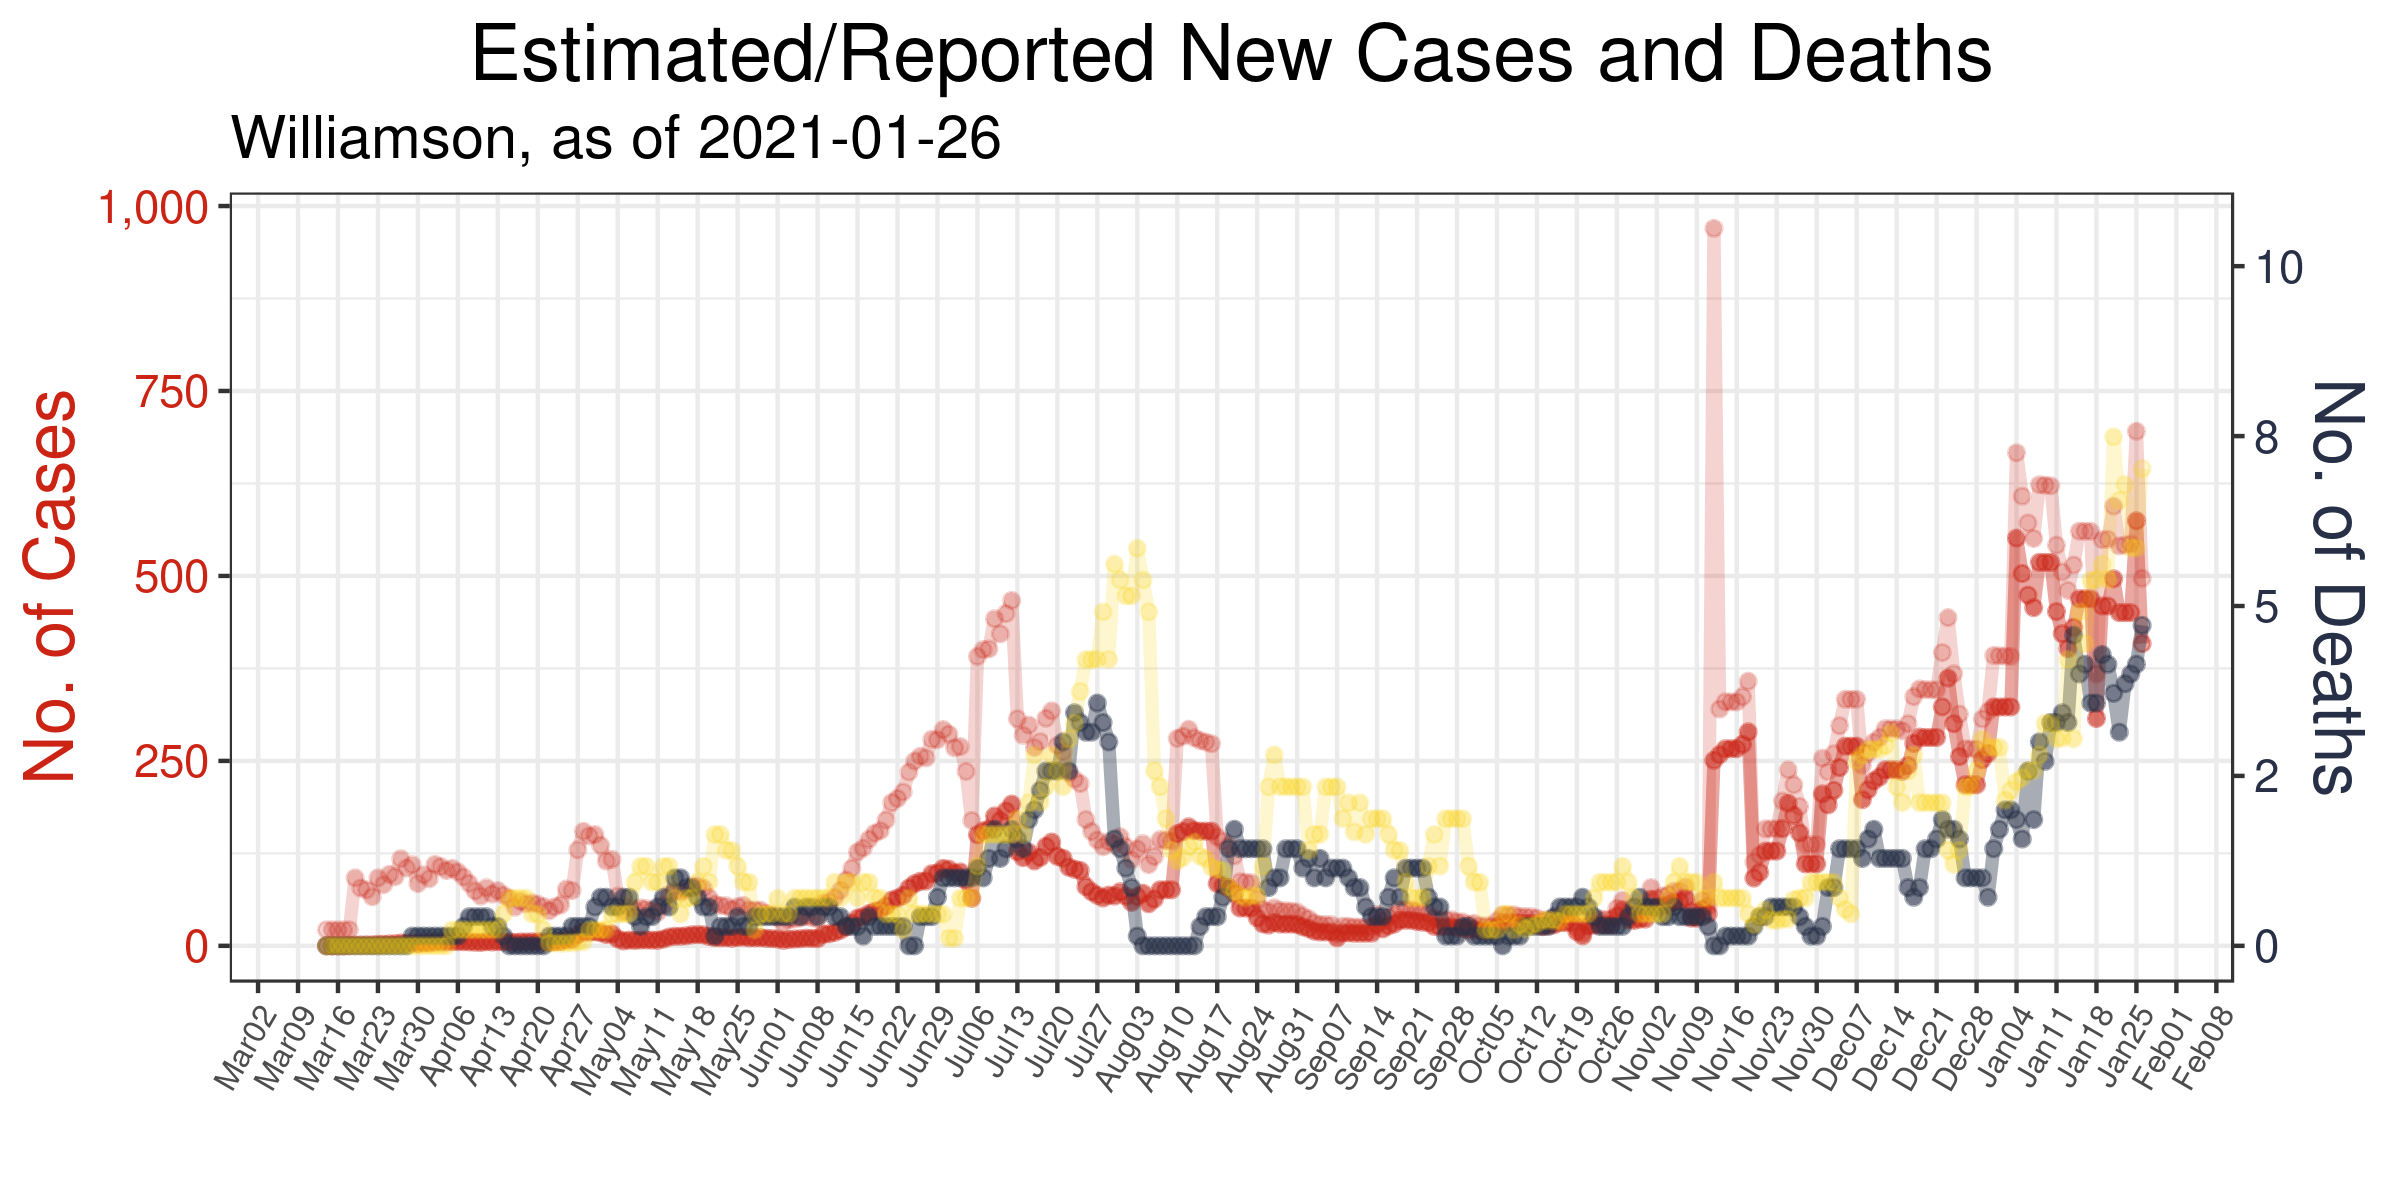 Estimated/Reported New Cases and Deaths
Williamson, as of 2021-01-26
No. of Cases
1,000
750
500
250
0
10
8
5
2
0
No. of Deaths
Mar02 Mar09 Mar16 Mar23 Mar30 Apr06 Apr13 Apr20 Apr27 May04 May11 May18 May25 Jun01 Jun08 Jun15 Jun22 Jun29 Jul06 Jul13 Jul20 Jul27 Aug03 Aug10 Aug17 Aug24 Aug31 Sep07 Sep14 Sep21 Sep28 Oct05 Oct12 Oct19 Oct26 Nov02 Nov09 Nov16 Nov23 Nov30 Dec07 Dec14 Dec21 Dec28 Jan04 Jan11 Jan18 Jan25 Feb01 Feb08